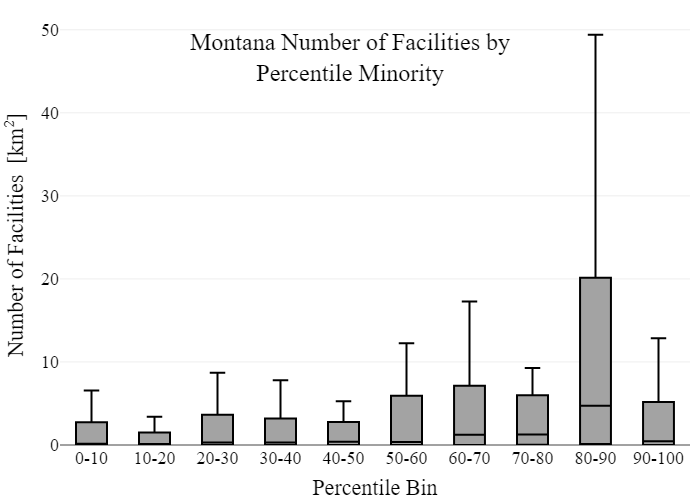 Montana Number of Facilities by
Percentile Minority
Number of Facilities [km²]
50
40
30
20
10
0
0-10 10-20 20-30 30-40 40-50 50-60 60-70 70-80 80-90 90-100
Percentile Bin